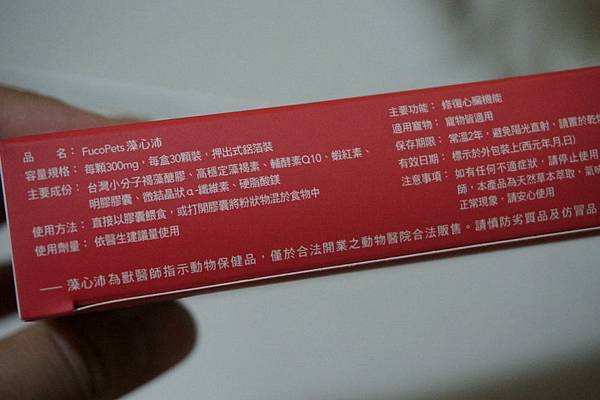 品　　名： FucoPets 藻心沛
容量規格： 每顆300mg，每盒30顆裝，押出式鋁箔裝
主要成份： 台灣小分子褐藻醣膠、高穩定藻褐素、輔酵素Q10、蝦紅素、
明膠膠囊、微結晶狀α-纖維素、硬脂酸鎂
使用方法： 直接以膠囊餵食，或打開膠囊將粉狀物混於食物中
使用劑量： 依醫生建議量使用
主要功能： 修復心臟機能
適用寵物： 寵物皆適用
保存期限： 常溫2年，避免陽光直射，請置於乾燥
有效日期： 標示於外包裝上(西元年.月.日)
注意事項： 如有任何不適症狀，請停止使用
師，本產品為天然草本萃取，氣味
正常現象，請安心使用
── 藻心沛為獸醫師指示動物保健品，僅於合法開業之動物醫院合法販售。請慎防劣質品及仿冒品